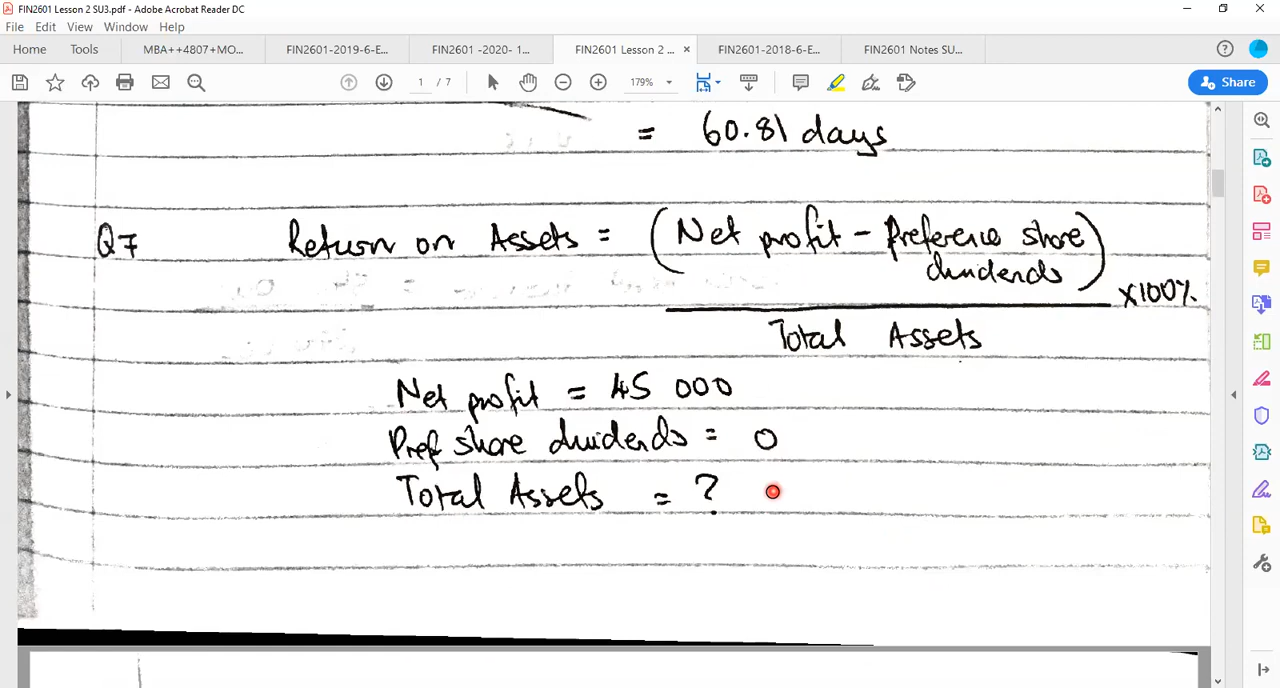 FIN2601 Lesson 2 SU3.pdf - Adobe Acrobat Reader DC
File Edit View Window Help
Home Tools MBA++4807+MO... FIN2601-2019-6-E... FIN2601 -2020- 1... FIN2601 Lesson 2 ... × FIN2601-2018-6-E... FIN2601 Notes SU...
1 / 7 179% Share
= 60.81 days
Q7 Return on Assets = (Net profit - Preference share
dividends)
X100%
Total Assets
Net profit = 45 000
Pref share dividends = 0
Total Assets = ?